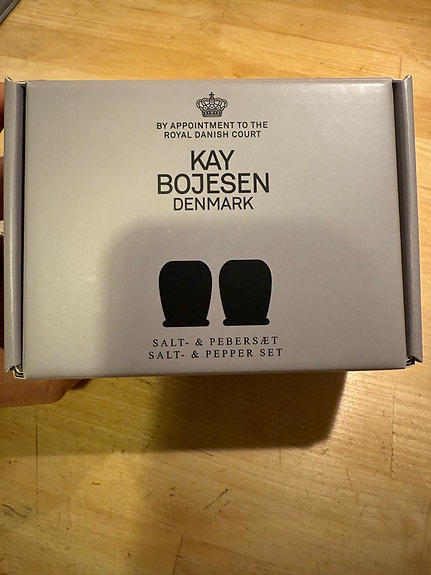 BY APPOINTMENT TO THE
ROYAL DANISH COURT
KAY
BOJESEN
DENMARK
SALT- & PEBERSÆT
SALT- & PEPPER SET